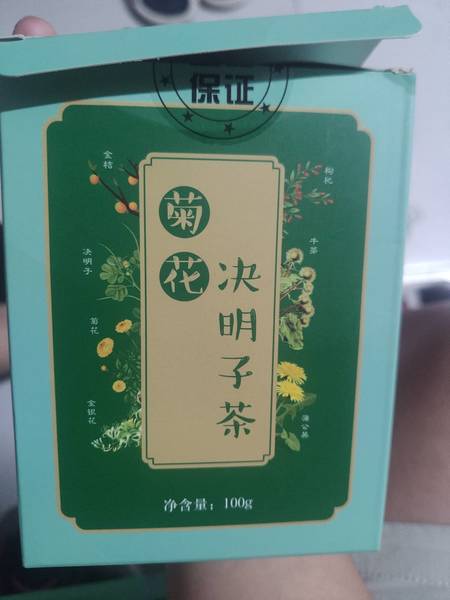 保证
菊花
决明子茶
金桔
决明子
菊花
金银花
枸杞
牛蒡
蒲公英
净含量：100g